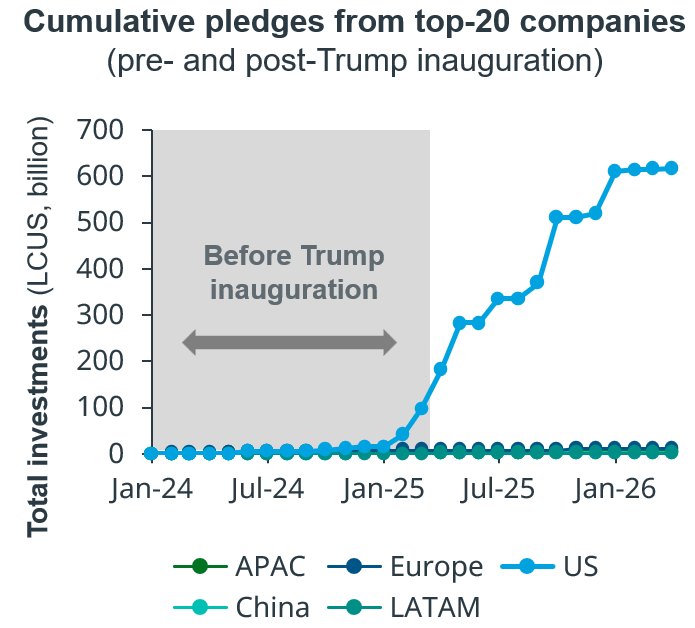 Cumulative pledges from top-20 companies
(pre- and post-Trump inauguration)
Total investments (LCUS, billion)
700
600
500
400
300
200
100
0
Before Trump
inauguration
Jan-24 Jul-24 Jan-25 Jul-25 Jan-26
APAC Europe US
China LATAM